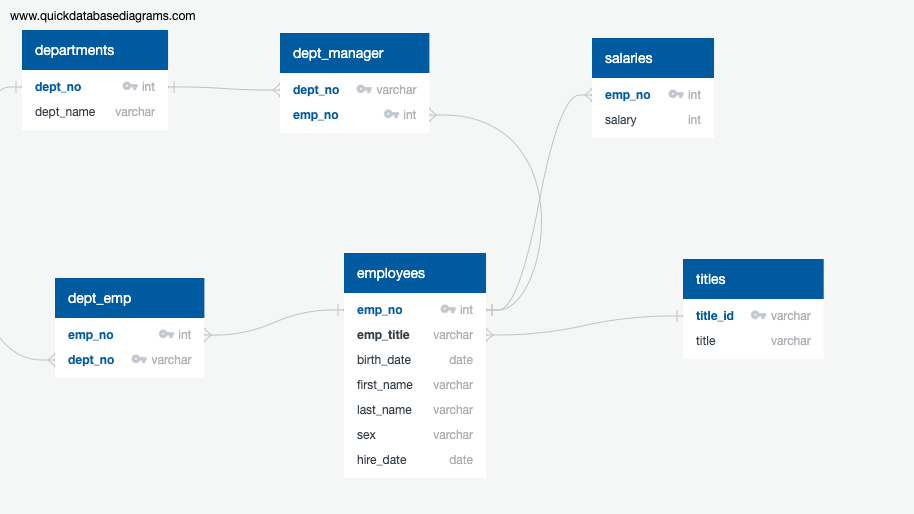 www.quickdatabasediagrams.com
departments
dept_no int
dept_name varchar
dept_manager
dept_no varchar
emp_no int
salaries
emp_no int
salary int
dept_emp
emp_no int
dept_no varchar
employees
emp_no int
emp_title varchar
birth_date date
first_name varchar
last_name varchar
sex varchar
hire_date date
titles
title_id varchar
title varchar